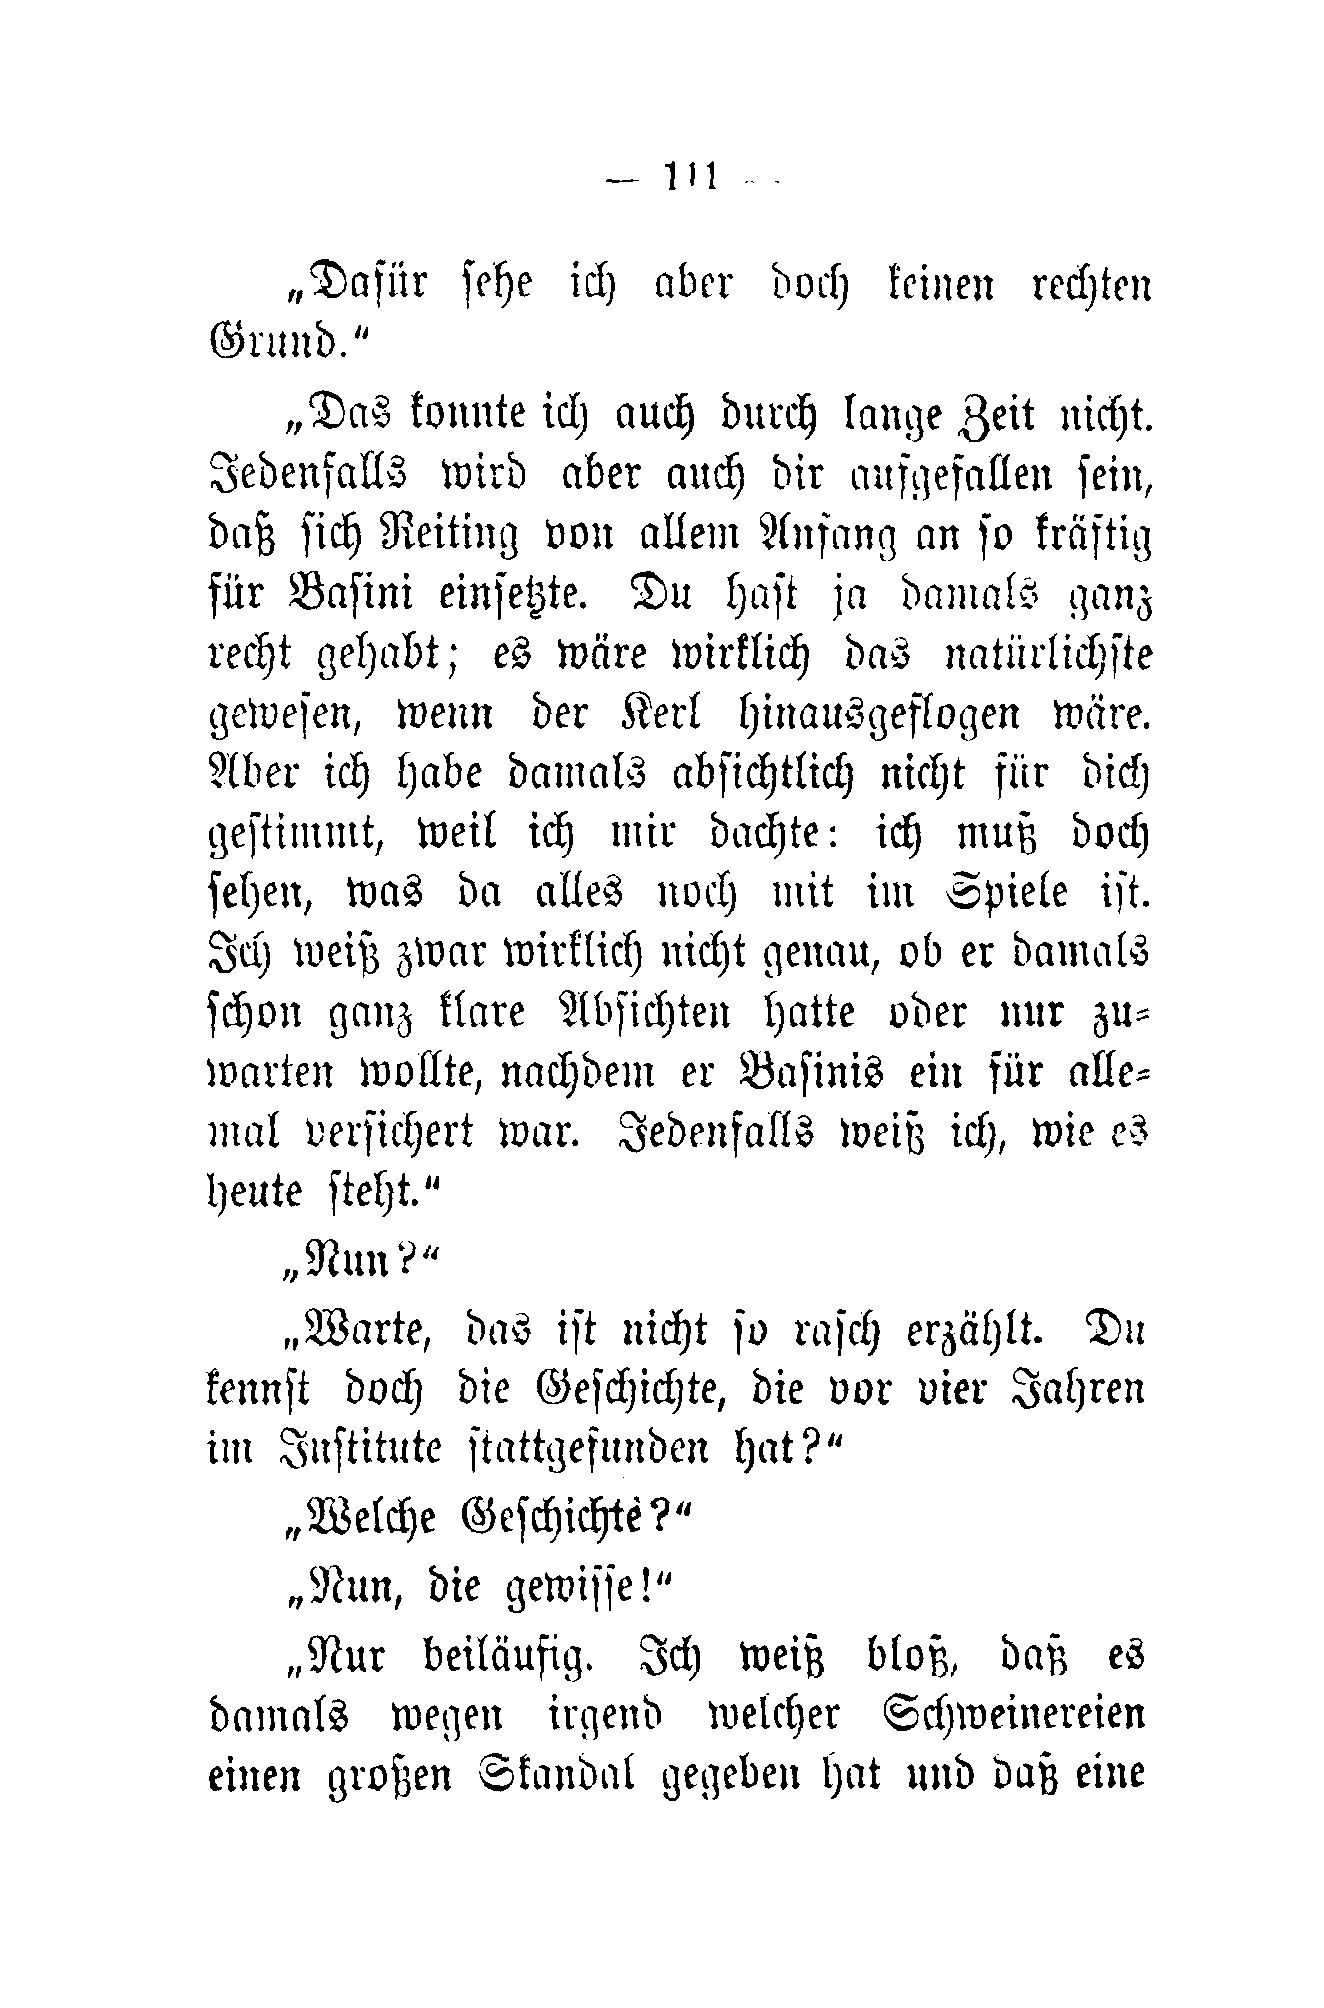 — 111 —
„Dafür sehe ich aber doch keinen rechten
Grund.“
„Das konnte ich auch durch lange Zeit nicht.
Jedenfalls wird aber auch dir aufgefallen sein,
daß sich Reiting von allem Anfang an so kräftig
für Basini einsetzte. Du hast ja damals ganz
recht gehabt; es wäre wirklich das natürlichste
gewesen, wenn der Kerl hinausgeflogen wäre.
Aber ich habe damals absichtlich nicht für dich
gestimmt, weil ich mir dachte: ich muß doch
sehen, was da alles noch mit im Spiele ist.
Ich weiß zwar wirklich nicht genau, ob er damals
schon ganz klare Absichten hatte oder nur zu-
warten wollte, nachdem er Basinis ein für alle-
mal versichert war. Jedenfalls weiß ich, wie es
heute steht.“
„Nun?“
„Warte, das ist nicht so rasch erzählt. Du
kennst doch die Geschichte, die vor vier Jahren
im Institute stattgefunden hat?“
„Welche Geschichte?“
„Nun, die gewisse!“
„Nur beiläufig. Ich weiß bloß, daß es
damals wegen irgend welcher Schweinereien
einen großen Skandal gegeben hat und daß eine